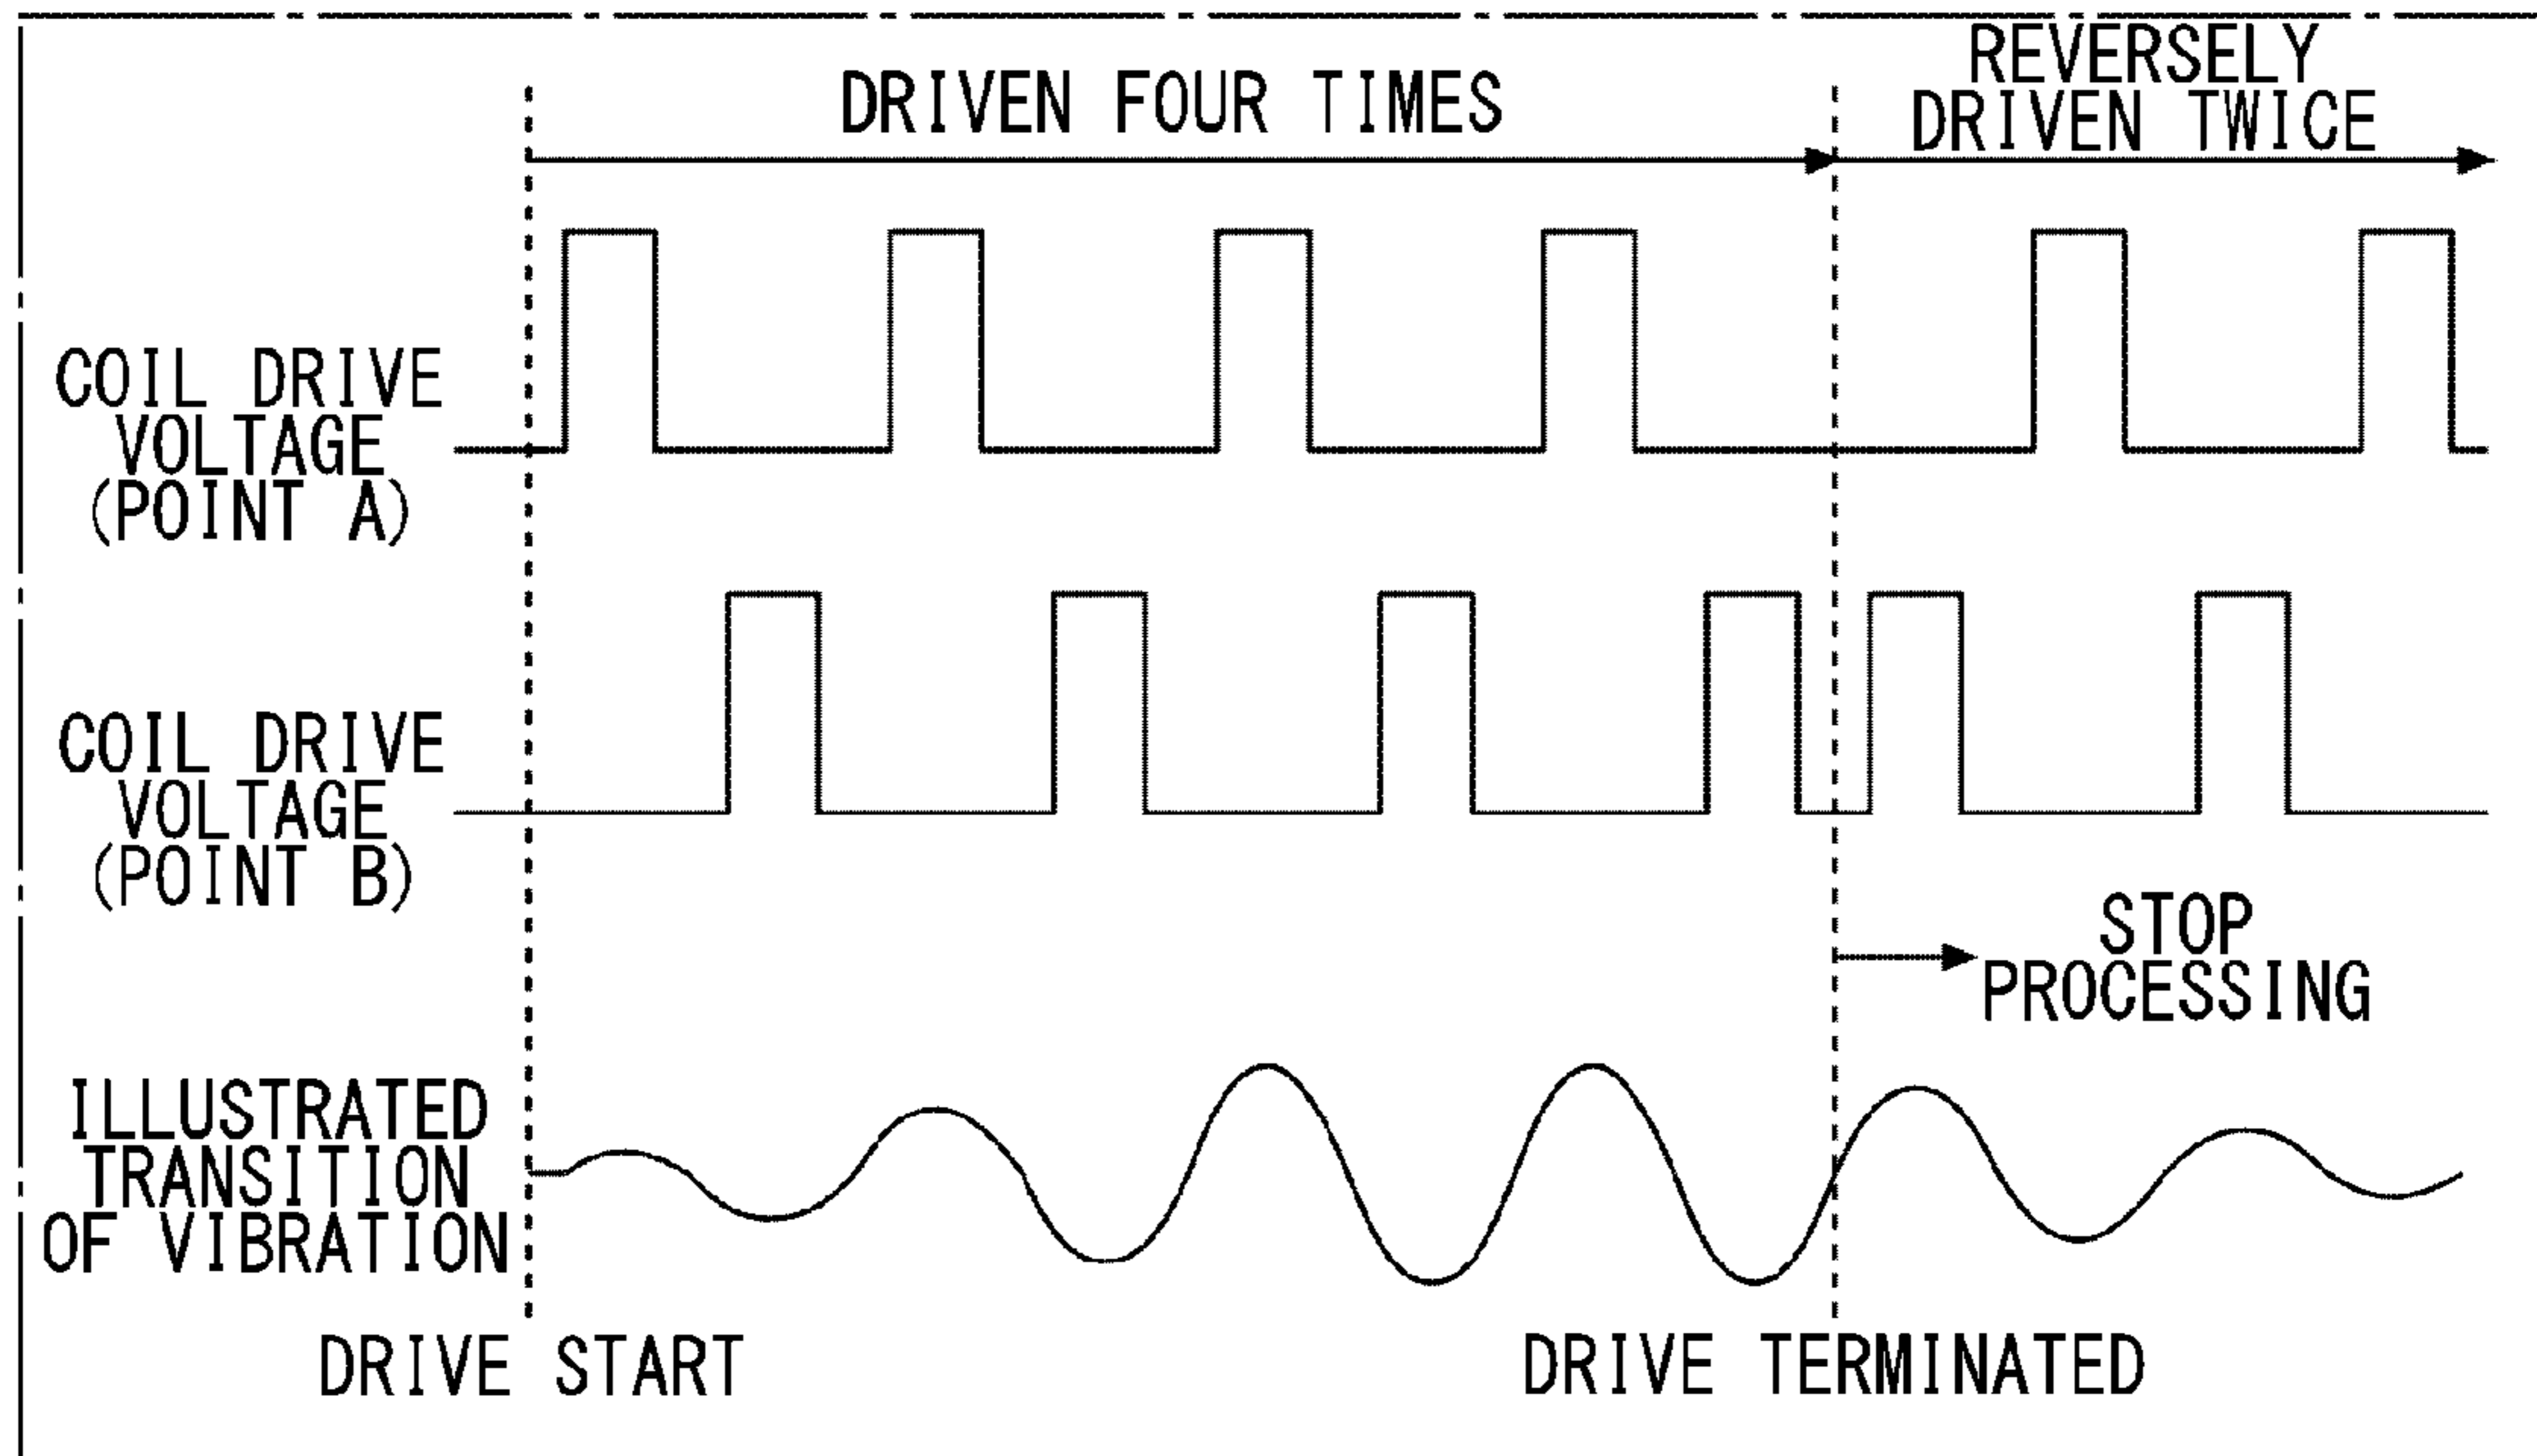 DRIVEN FOUR TIMES
REVERSELY
DRIVEN TWICE
COIL DRIVE
VOLTAGE
(POINT A)
COIL DRIVE
VOLTAGE
(POINT B)
STOP
PROCESSING
ILLUSTRATED
TRANSITION
OF VIBRATION
DRIVE START
DRIVE TERMINATED